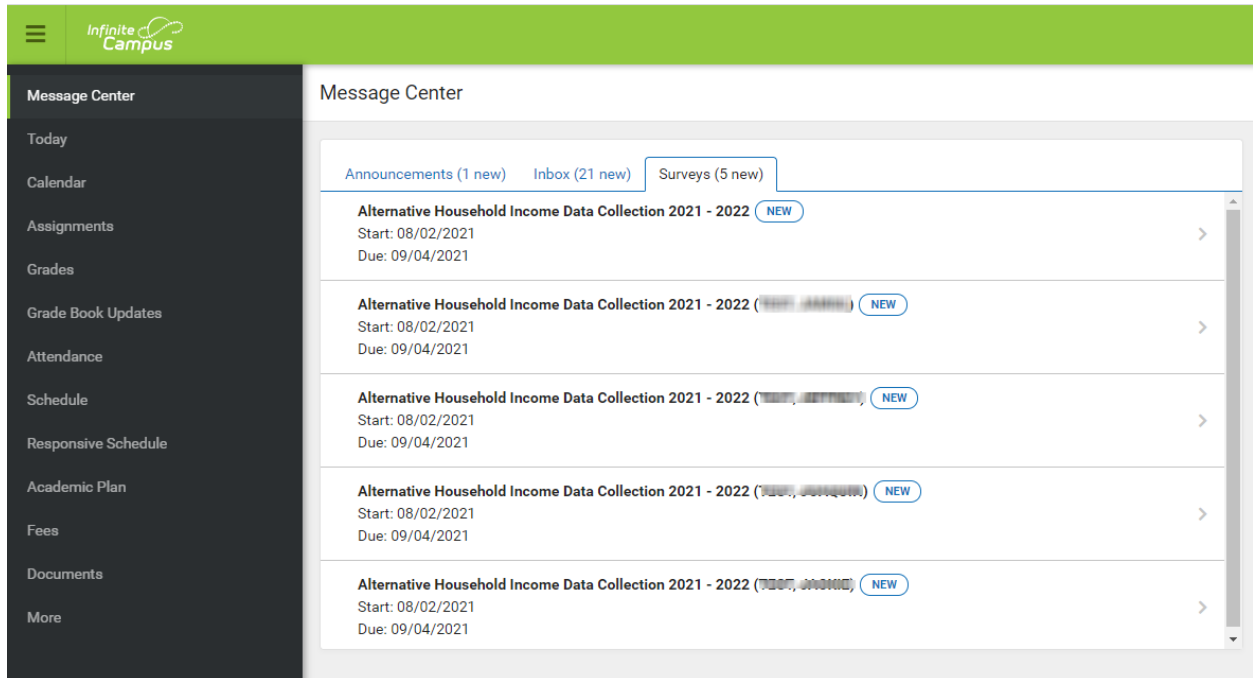 Infinite
Campus
Message Center
Today
Calendar
Assignments
Grades
Grade Book Updates
Attendance
Schedule
Responsive Schedule
Academic Plan
Fees
Documents
More
Message Center
Announcements (1 new) Inbox (21 new) Surveys (5 new)
Alternative Household Income Data Collection 2021 - 2022 NEW
Start: 08/02/2021
Due: 09/04/2021
Alternative Household Income Data Collection 2021 - 2022 ( ) NEW
Start: 08/02/2021
Due: 09/04/2021
Alternative Household Income Data Collection 2021 - 2022 ( ) NEW
Start: 08/02/2021
Due: 09/04/2021
Alternative Household Income Data Collection 2021 - 2022 ( ) NEW
Start: 08/02/2021
Due: 09/04/2021
Alternative Household Income Data Collection 2021 - 2022 ( ) NEW
Start: 08/02/2021
Due: 09/04/2021